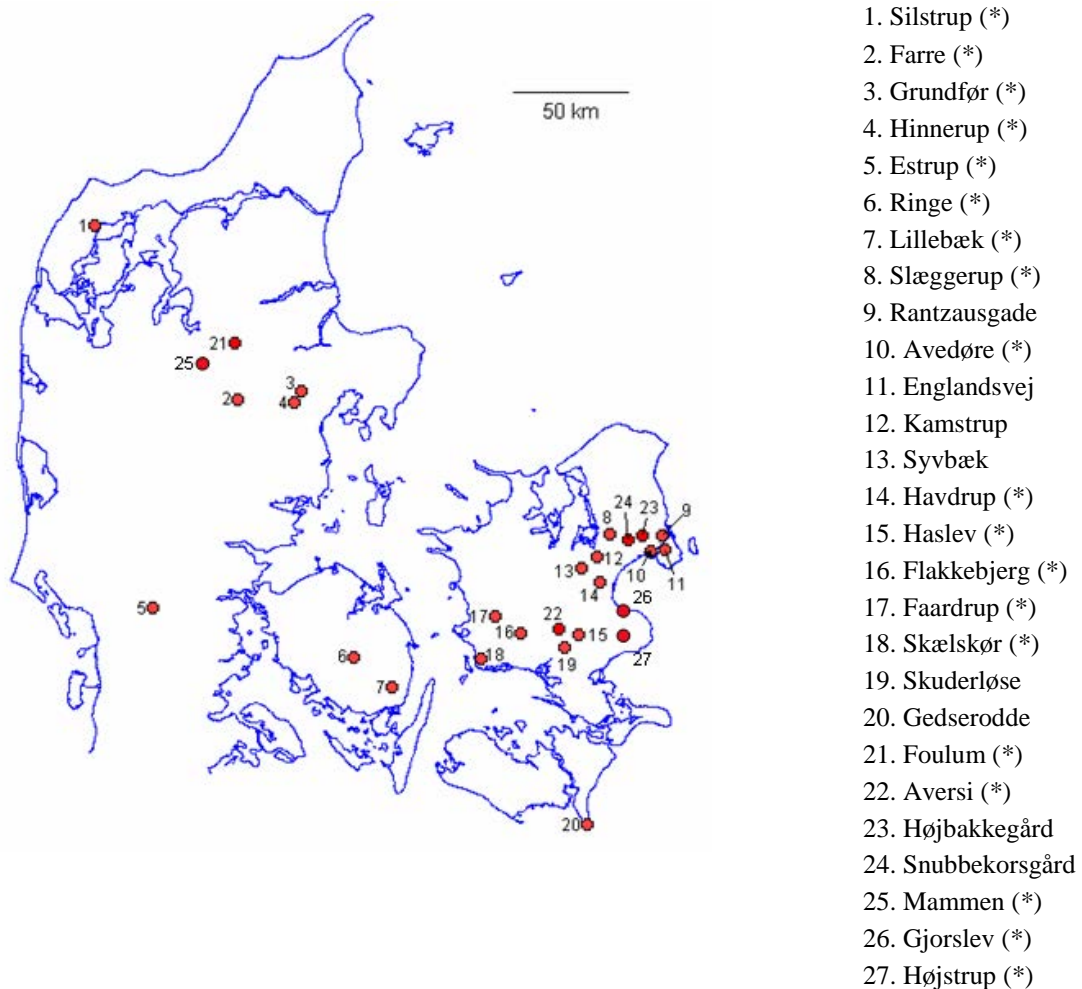 50 km
1
21
25
3
2
4
24 23 9
8
12
13
10
11
14
26
5
17
22
16
15
19
27
6
18
7
20
1. Silstrup (*)
2. Farre (*)
3. Grundfør (*)
4. Hinnerup (*)
5. Estrup (*)
6. Ringe (*)
7. Lillebæk (*)
8. Slæggerup (*)
9. Rantzausgade
10. Avedøre (*)
11. Englandsvej
12. Kamstrup
13. Syvbæk
14. Havdrup (*)
15. Haslev (*)
16. Flakkebjerg (*)
17. Faardrup (*)
18. Skælskør (*)
19. Skuderløse
20. Gedserodde
21. Foulum (*)
22. Aversi (*)
23. Højbakkegård
24. Snubbekorsgård
25. Mammen (*)
26. Gjorslev (*)
27. Højstrup (*)